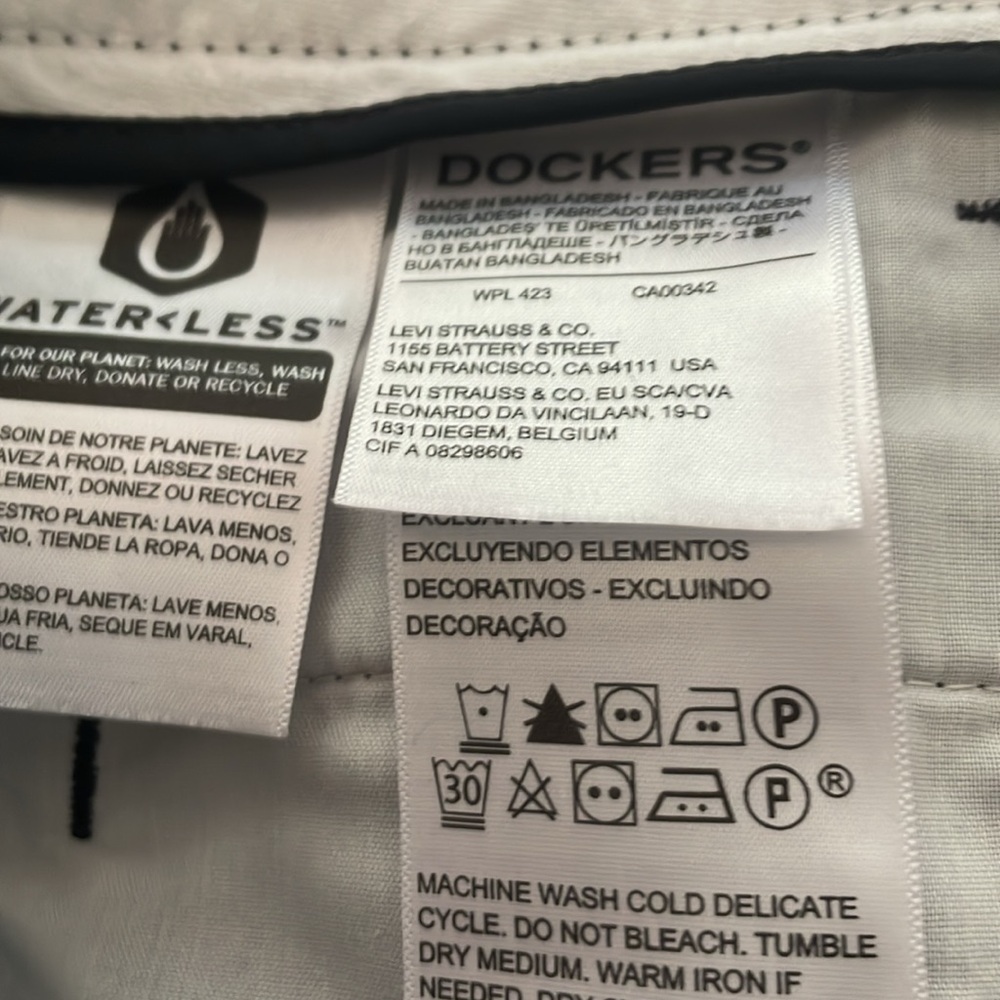 WATER<LESS™
FOR OUR PLANET: WASH LESS, WASH
LINE DRY, DONATE OR RECYCLE
SOIN DE NOTRE PLANETE: LAVEZ
AVEZ A FROID, LAISSEZ SECHER
LEMENT, DONNEZ OU RECYCLEZ
ESTRO PLANETA: LAVA MENOS,
RIO, TIENDE LA ROPA, DONA O
OSSO PLANETA: LAVE MENOS,
UA FRIA, SEQUE EM VARAL,
ICLE.
DOCKERS®
MADE IN BANGLADESH - FABRIQUE AU
BANGLADESH - FABRICADO EN BANGLADESH
- BANGLADEŞ' TE ÜRETİLMİŞTİR - СДЕЛА
НО В БАНГЛАДЕШЕ - バングラデシュ製 -
BUATAN BANGLADESH
WPL 423 CA00342
LEVI STRAUSS & CO.
1155 BATTERY STREET
SAN FRANCISCO, CA 94111 USA
LEVI STRAUSS & CO. EU SCA/CVA
LEONARDO DA VINCILAAN, 19-D
1831 DIEGEM, BELGIUM
CIF A 08298606
EXCLUYENDO ELEMENTOS
DECORATIVOS - EXCLUINDO
DECORAÇÃO
P
30 P ®
MACHINE WASH COLD DELICATE
CYCLE. DO NOT BLEACH. TUMBLE
DRY MEDIUM. WARM IRON IF
NEEDED.